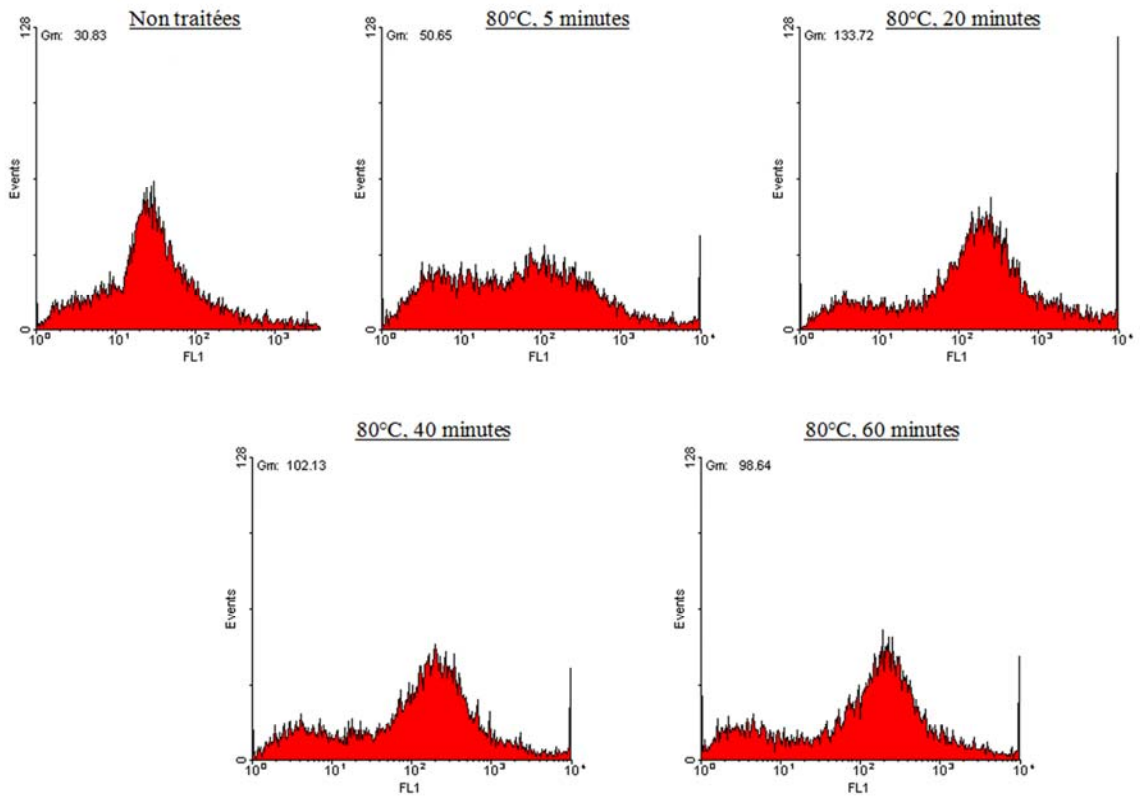 Non traitées
128
Gm: 30.83
Events
0
10⁰ 10¹ 10² 10³
FL1
80°C, 5 minutes
128
Gm: 50.65
Events
0
10⁰ 10¹ 10² 10³ 10⁴
FL1
80°C, 20 minutes
128
Gm: 133.72
Events
0
10⁰ 10¹ 10² 10³ 10⁴
FL1
80°C, 40 minutes
128
Gm: 102.13
Events
0
10⁰ 10¹ 10² 10³ 10⁴
FL1
80°C, 60 minutes
128
Gm: 98.64
Events
0
10⁰ 10¹ 10² 10³ 10⁴
FL1